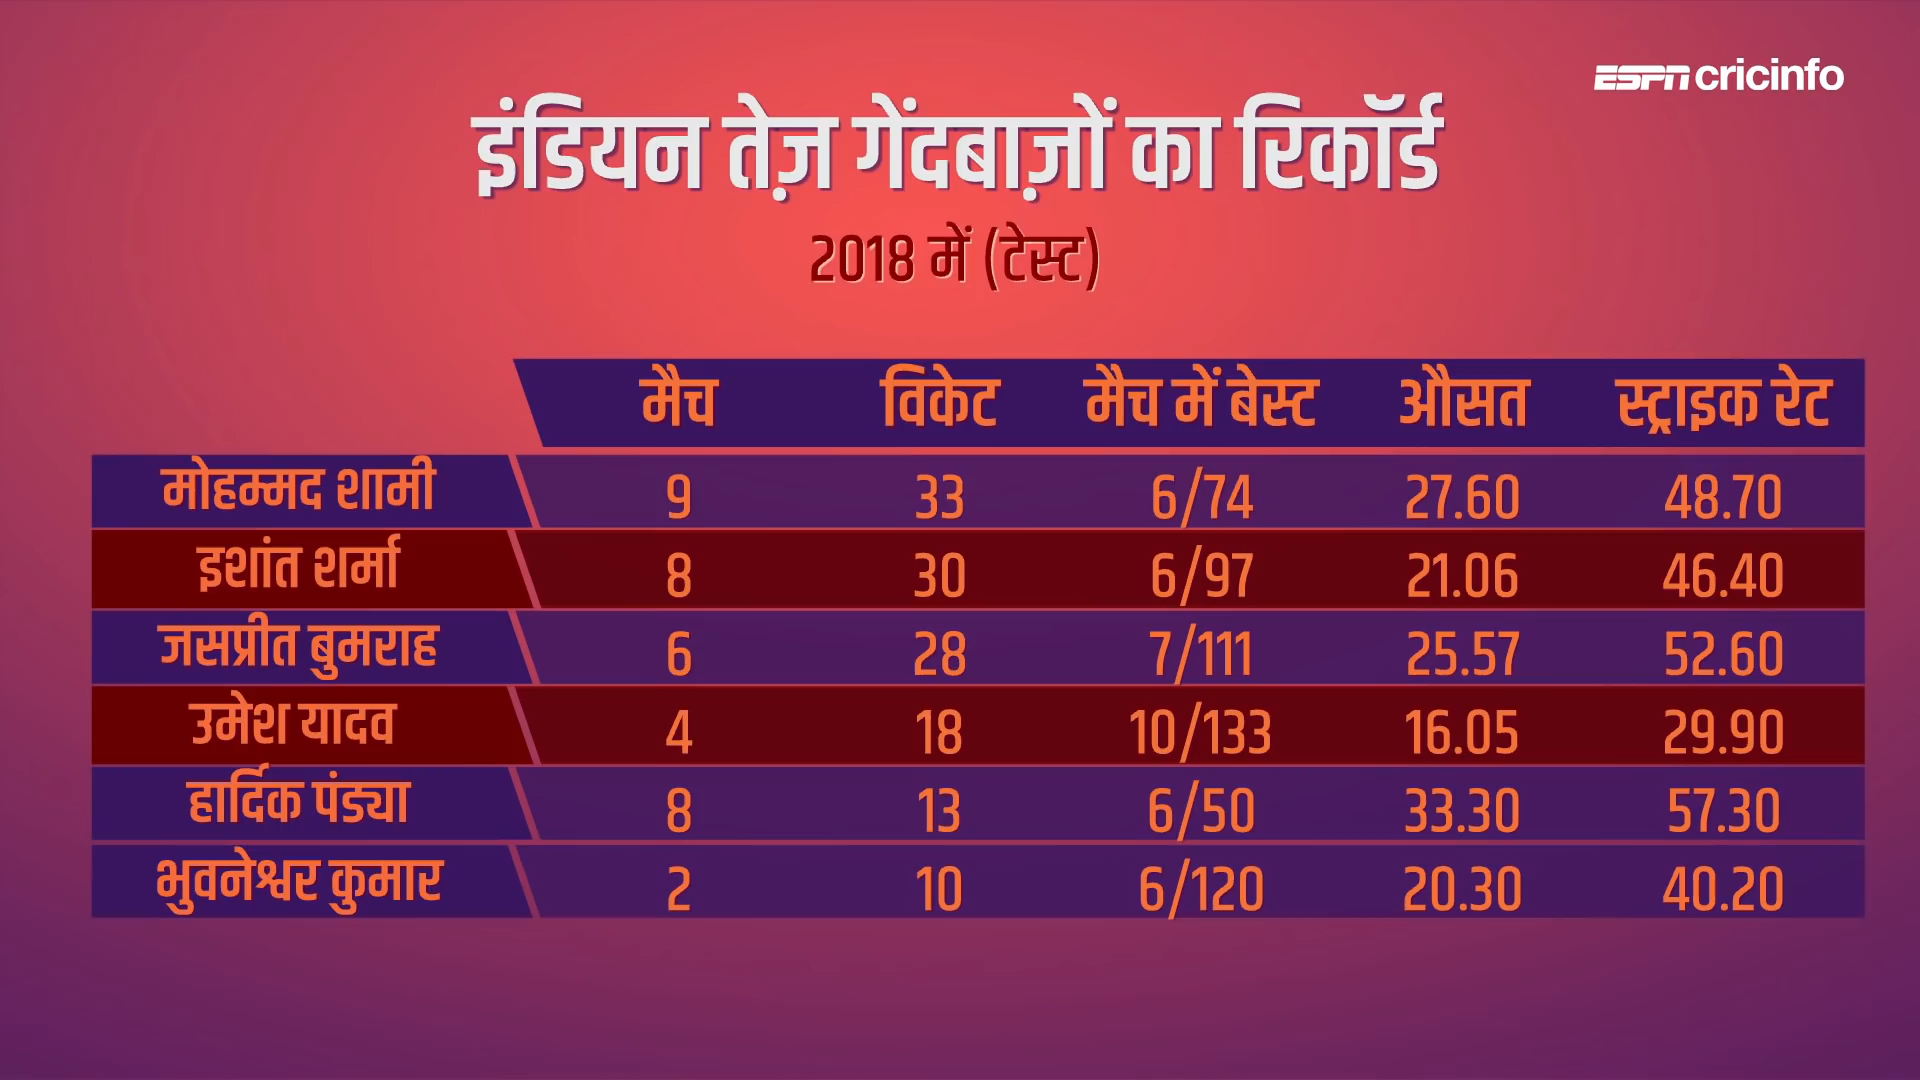 ESPN cricinfo
इंडियन तेज़ गेंदबाज़ों का रिकॉर्ड
2018 में (टेस्ट)
मैच विकेट मैच में बेस्ट औसत स्ट्राइक रेट
मोहम्मद शामी 9 33 6/74 27.60 48.70
इशांत शर्मा 8 30 6/97 21.06 46.40
जसप्रीत बुमराह 6 28 7/111 25.57 52.60
उमेश यादव 4 18 10/133 16.05 29.90
हार्दिक पंड्या 8 13 6/50 33.30 57.30
भुवनेश्वर कुमार 2 10 6/120 20.30 40.20